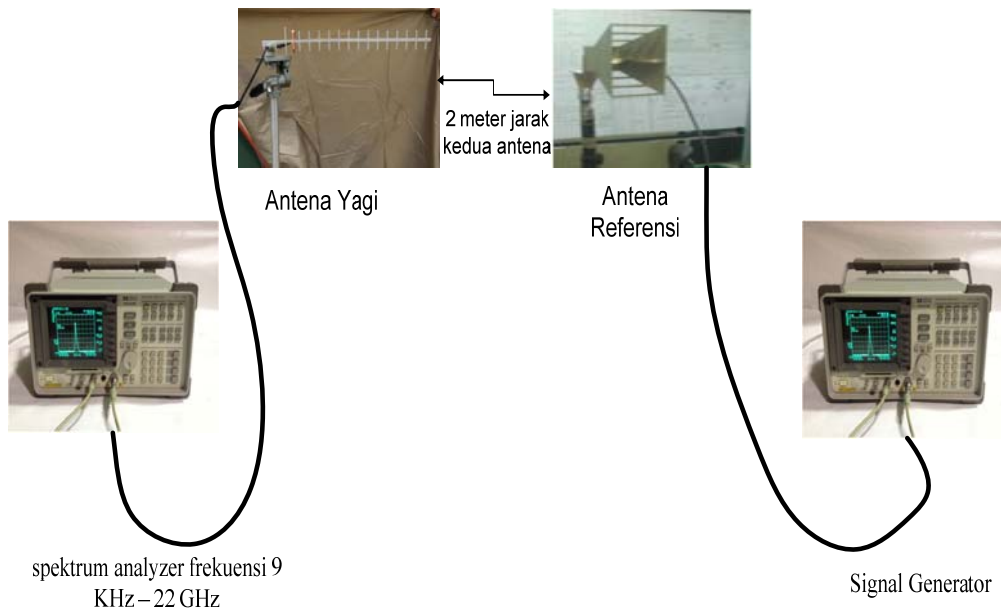 2 meter jarak
kedua antena
Antena Yagi
Antena
Referensi
spektrum analyzer frekuensi 9
KHz – 22 GHz
Signal Generator